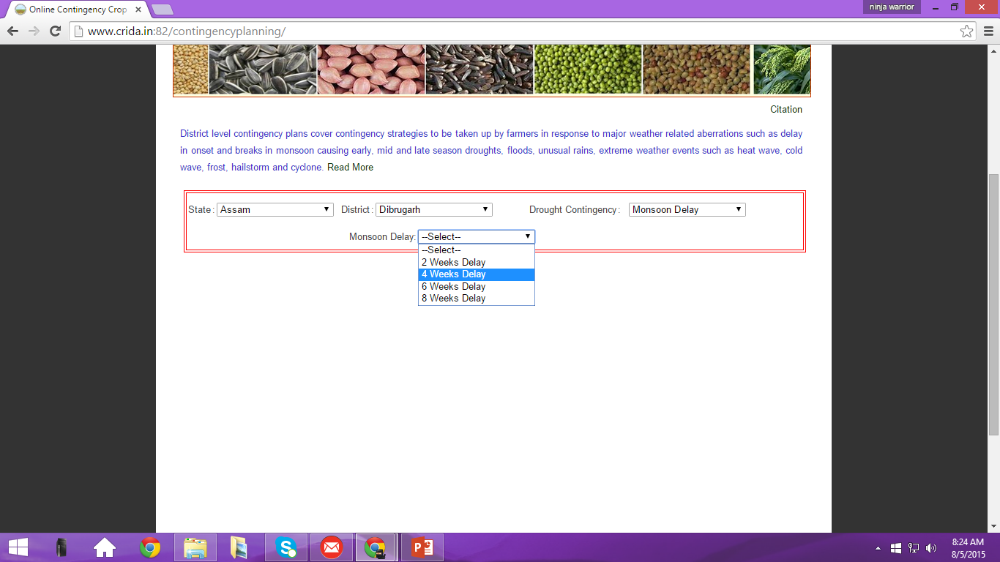 Online Contingency Crop
ninja warrior
www.crida.in:82/contingencyplanning/
Citation
District level contingency plans cover contingency strategies to be taken up by farmers in response to major weather related aberrations such as delay
in onset and breaks in monsoon causing early, mid and late season droughts, floods, unusual rains, extreme weather events such as heat wave, cold
wave, frost, hailstorm and cyclone. Read More
State: Assam District: Dibrugarh Drought Contingency: Monsoon Delay
Monsoon Delay: --Select--
--Select--
2 Weeks Delay
4 Weeks Delay
6 Weeks Delay
8 Weeks Delay
8:24 AM
8/5/2015